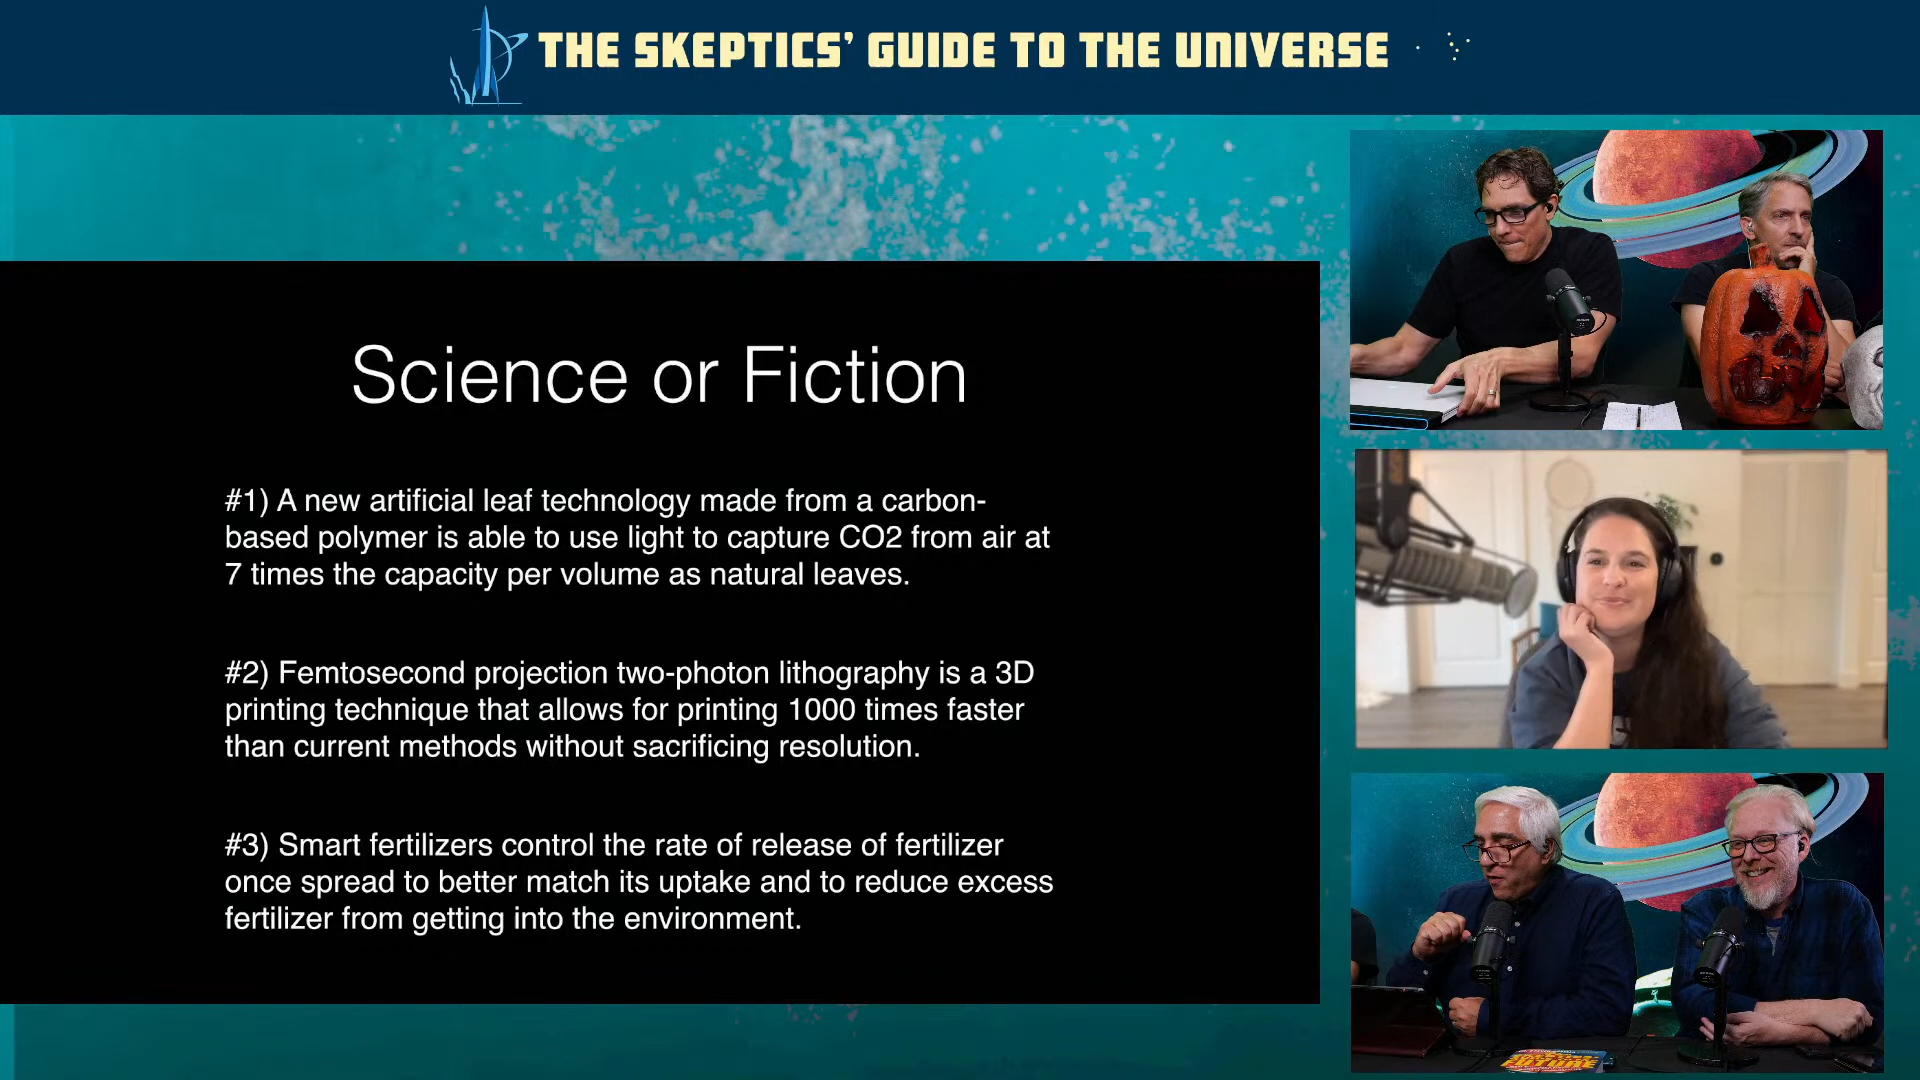 THE SKEPTICS' GUIDE TO THE UNIVERSE
Science or Fiction
#1) A new artificial leaf technology made from a carbon-
based polymer is able to use light to capture CO2 from air at
7 times the capacity per volume as natural leaves.
#2) Femtosecond projection two-photon lithography is a 3D
printing technique that allows for printing 1000 times faster
than current methods without sacrificing resolution.
#3) Smart fertilizers control the rate of release of fertilizer
once spread to better match its uptake and to reduce excess
fertilizer from getting into the environment.
FUTURE